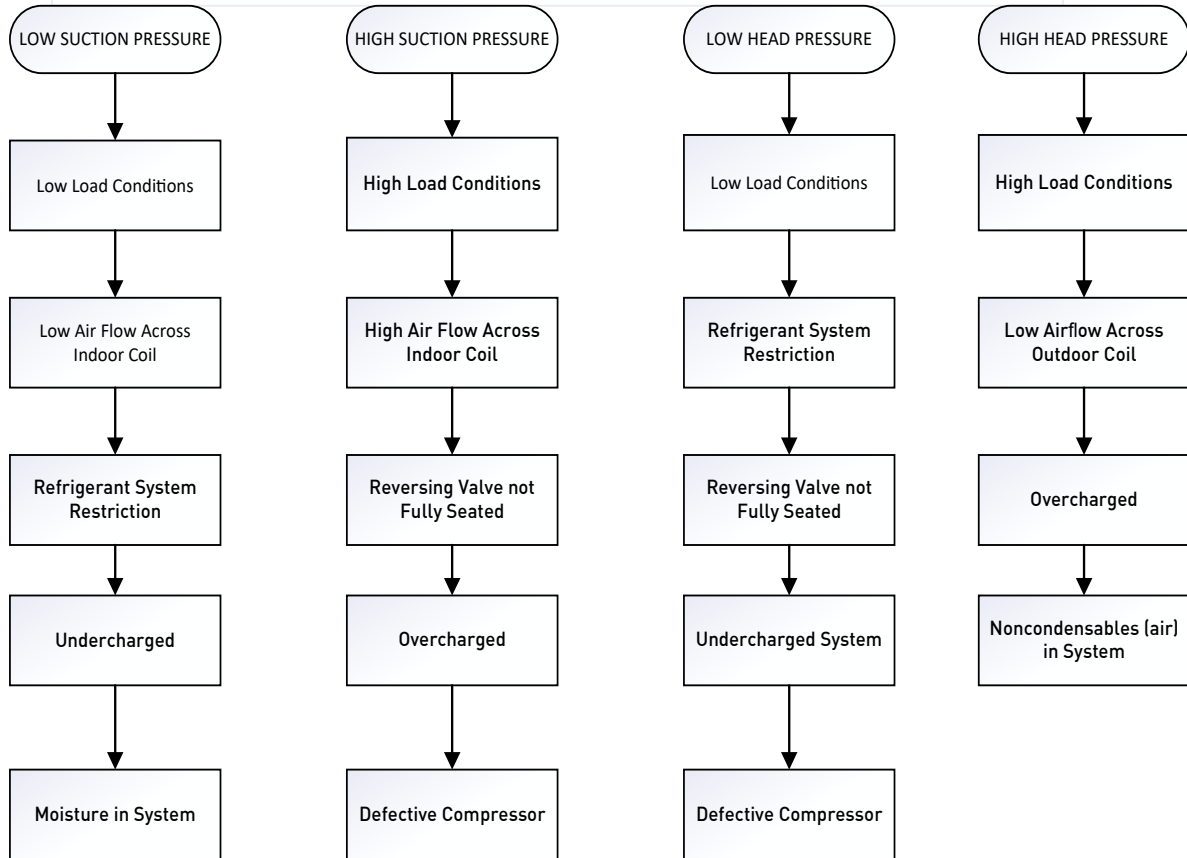 LOW SUCTION PRESSURE
Low Load Conditions
Low Air Flow Across
Indoor Coil
Refrigerant System
Restriction
Undercharged
Moisture in System
HIGH SUCTION PRESSURE
High Load Conditions
High Air Flow Across
Indoor Coil
Reversing Valve not
Fully Seated
Overcharged
Defective Compressor
LOW HEAD PRESSURE
Low Load Conditions
Refrigerant System
Restriction
Reversing Valve not
Fully Seated
Undercharged System
Defective Compressor
HIGH HEAD PRESSURE
High Load Conditions
Low Airflow Across
Outdoor Coil
Overcharged
Noncondensables (air)
in System